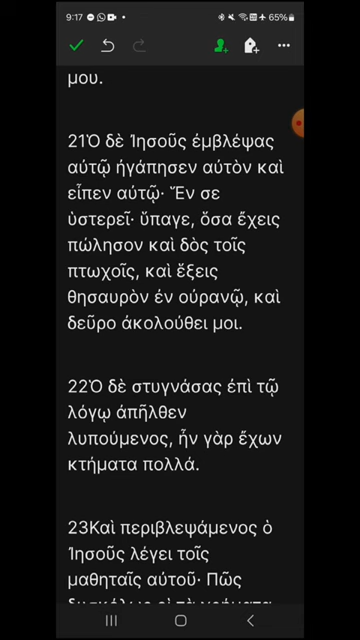 9:17
65%
μου.
21Ὁ δὲ Ἰησοῦς ἐμβλέψας
αὐτῷ ἠγάπησεν αὐτὸν καὶ
εἶπεν αὐτῷ· Ἕν σε
ὑστερεῖ· ὕπαγε, ὅσα ἔχεις
πώλησον καὶ δὸς τοῖς
πτωχοῖς, καὶ ἕξεις
θησαυρὸν ἐν οὐρανῷ, καὶ
δεῦρο ἀκολούθει μοι.
22Ὁ δὲ στυγνάσας ἐπὶ τῷ
λόγῳ ἀπῆλθεν
λυπούμενος, ἦν γὰρ ἔχων
κτήματα πολλά.
23Καὶ περιβλεψάμενος ὁ
Ἰησοῦς λέγει τοῖς
μαθηταῖς αὐτοῦ· Πῶς